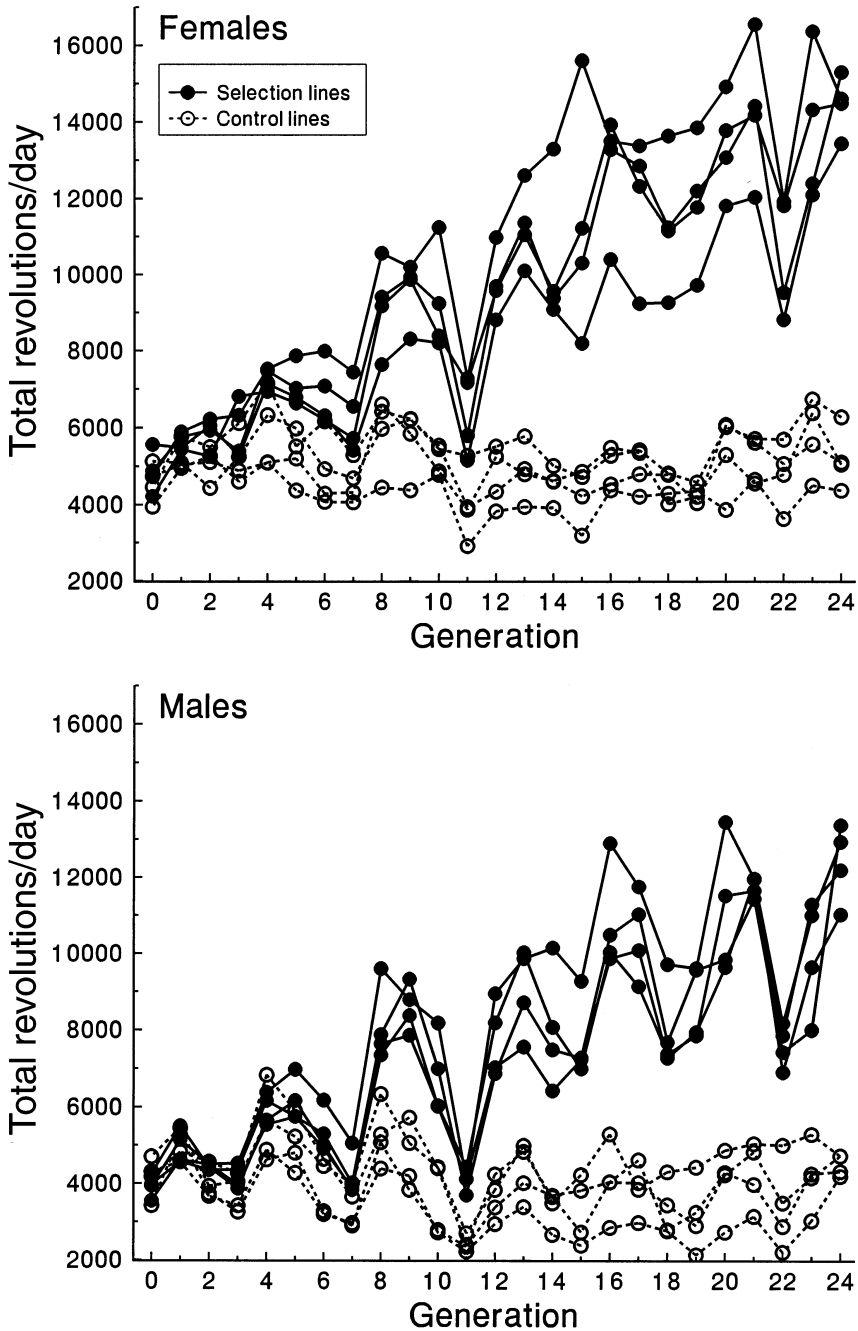 Females
Selection lines
Control lines
Total revolutions/day
16000
14000
12000
10000
8000
6000
4000
2000
0 2 4 6 8 10 12 14 16 18 20 22 24
Generation
Males
Total revolutions/day
16000
14000
12000
10000
8000
6000
4000
2000
0 2 4 6 8 10 12 14 16 18 20 22 24
Generation